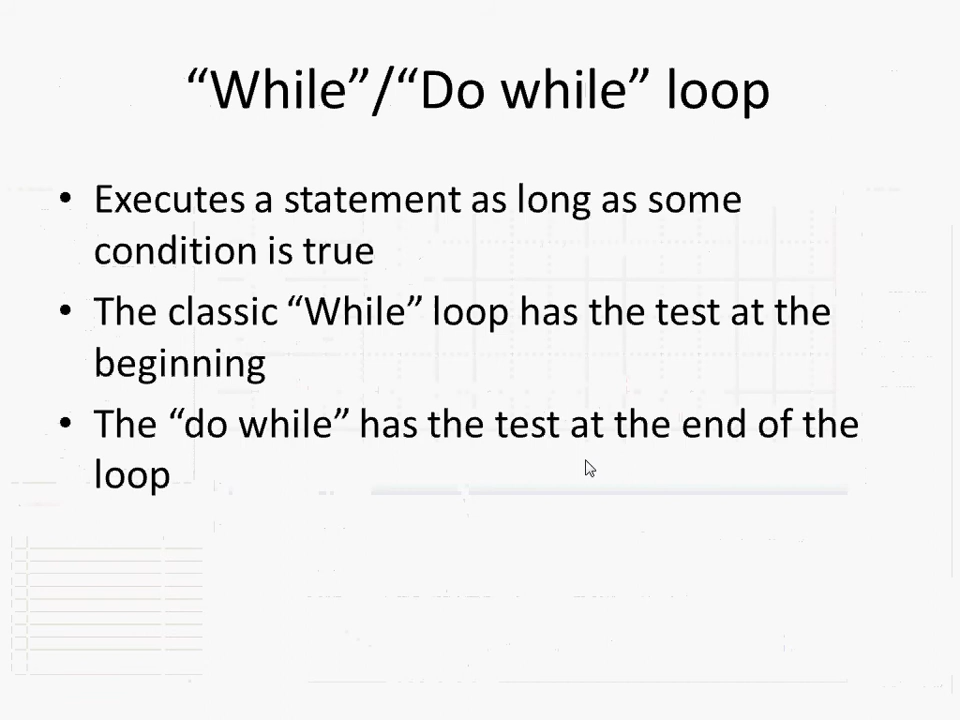 “While”/“Do while” loop
• Executes a statement as long as some
condition is true
• The classic “While” loop has the test at the
beginning
• The “do while” has the test at the end of the
loop